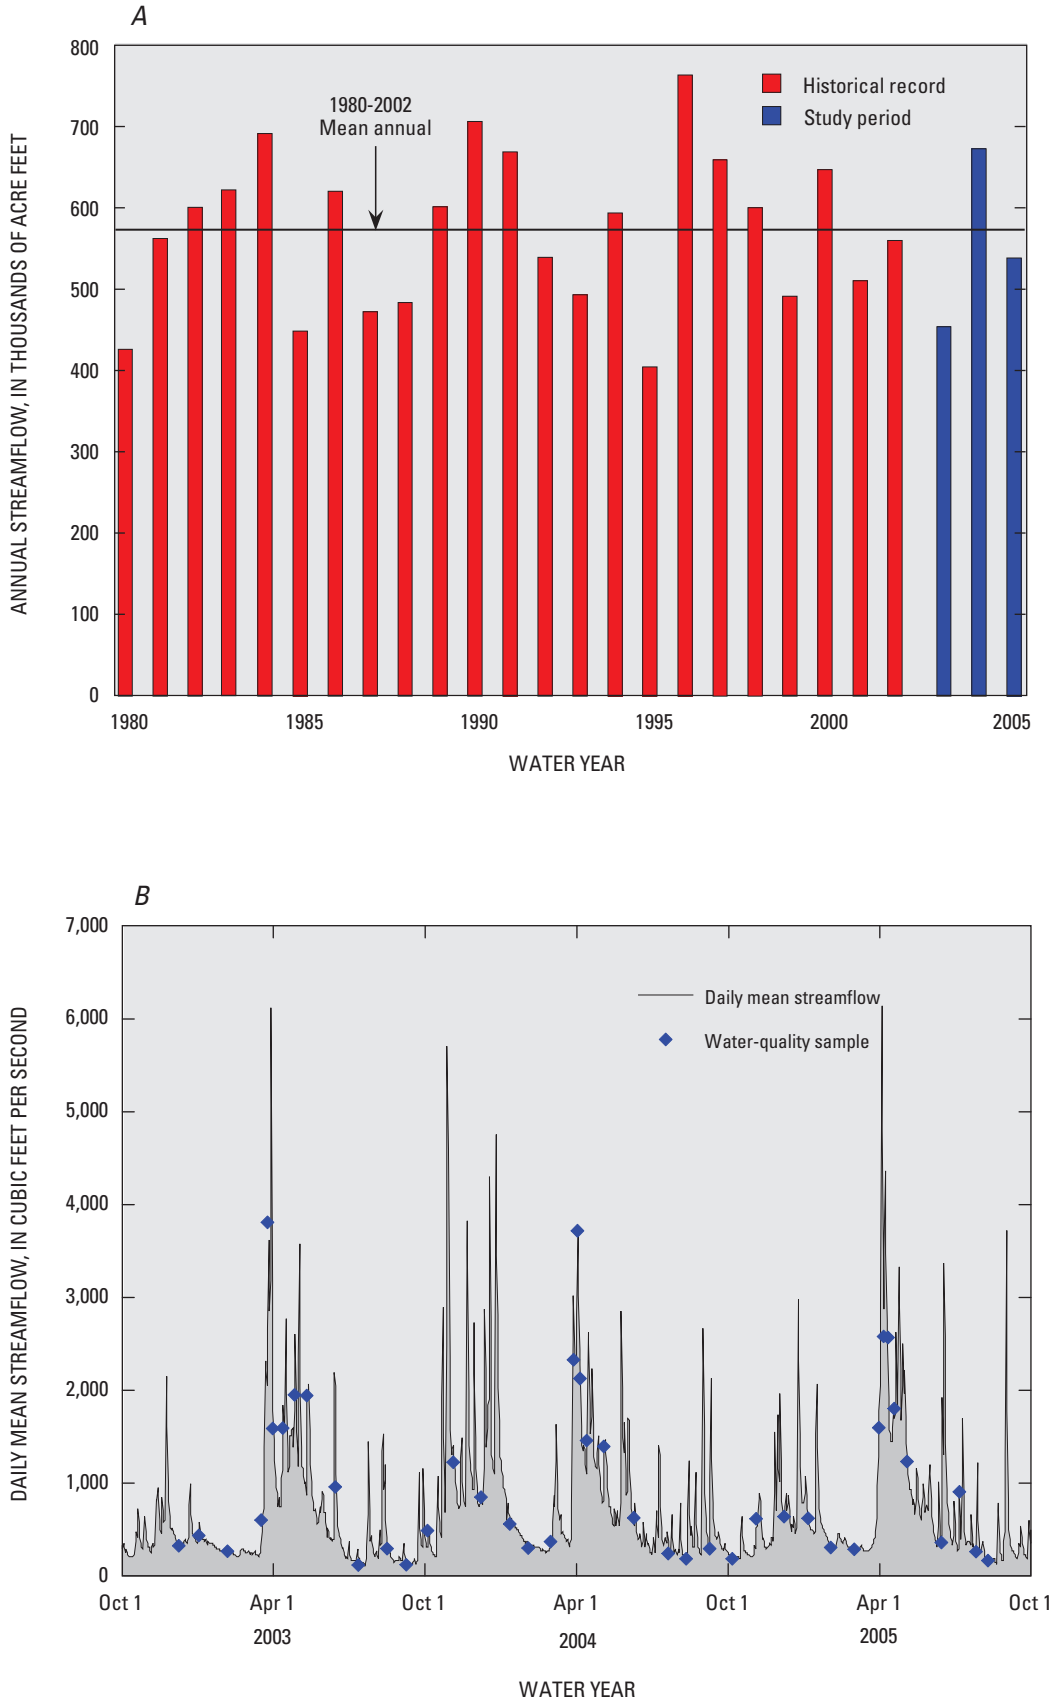 A
ANNUAL STREAMFLOW, IN THOUSANDS OF ACRE FEET
800
700
600
500
400
300
200
100
0
1980-2002
Mean annual
Historical record
Study period
1980
1985
1990
1995
2000
2005
WATER YEAR
B
DAILY MEAN STREAMFLOW, IN CUBIC FEET PER SECOND
7,000
6,000
5,000
4,000
3,000
2,000
1,000
0
Daily mean streamflow
Water-quality sample
Oct 1
Apr 1
Oct 1
Apr 1
Oct 1
Apr 1
Oct 1
2003
2004
2005
WATER YEAR